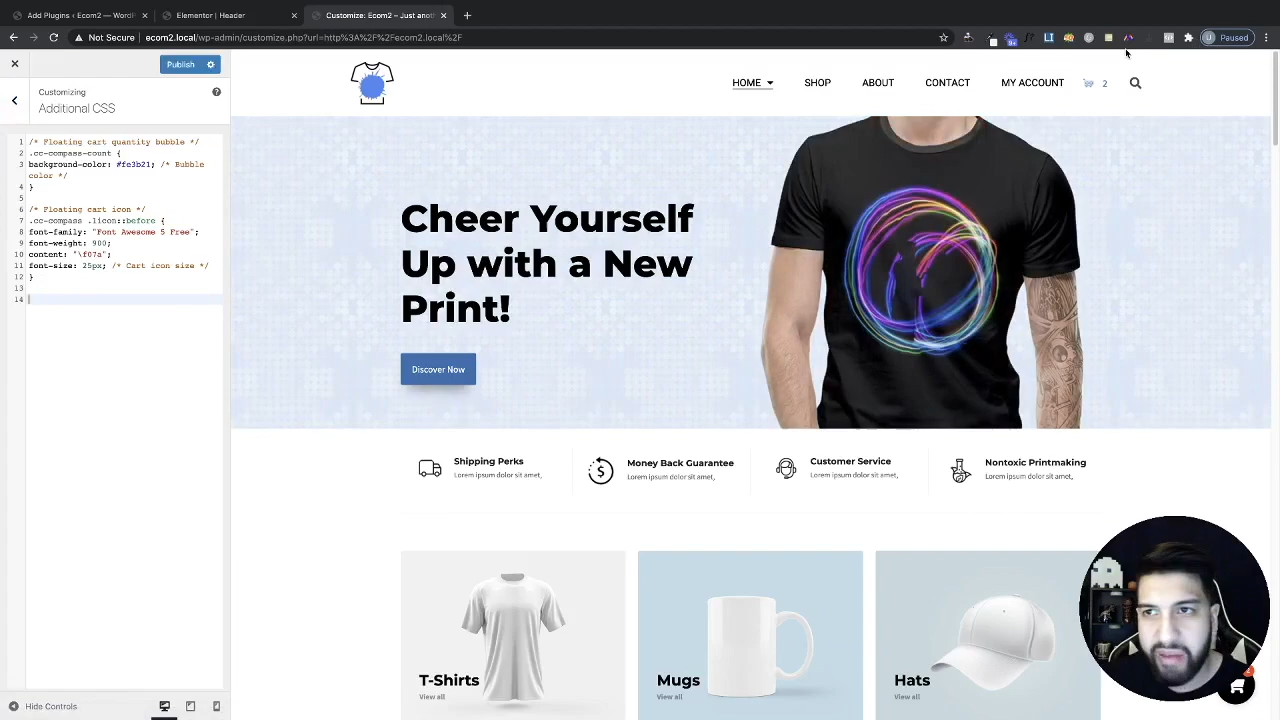 Add Plugins ‹ Ecom2 — WordP
Elementor | Header
Customize: Ecom2 – Just anot
Not Secure
ecom2.local/wp-admin/customize.php?url=http%3A%2F%2Fecom2.local%2F
Paused
Publish
Customizing
Additional CSS
1 /* Floating cart quantity bubble */
2 .cc-compass-count {
3 background-color: #fe3b21; /* Bubble
color */
4 }
5
6 /* Floating cart icon */
7 .cc-compass .licon::before {
8 font-family: "Font Awesome 5 Free";
9 font-weight: 900;
10 content: "\f07a";
11 font-size: 25px; /* Cart icon size */
12 }
13
14
Hide Controls
HOME
SHOP
ABOUT
CONTACT
MY ACCOUNT
2
Cheer Yourself
Up with a New
Print!
Discover Now
Shipping Perks
Lorem ipsum dolor sit amet,
Money Back Guarantee
Lorem ipsum dolor sit amet,
Customer Service
Lorem ipsum dolor sit amet,
Nontoxic Printmaking
Lorem ipsum dolor sit amet,
T-Shirts
View all
Mugs
View all
Hats
View all